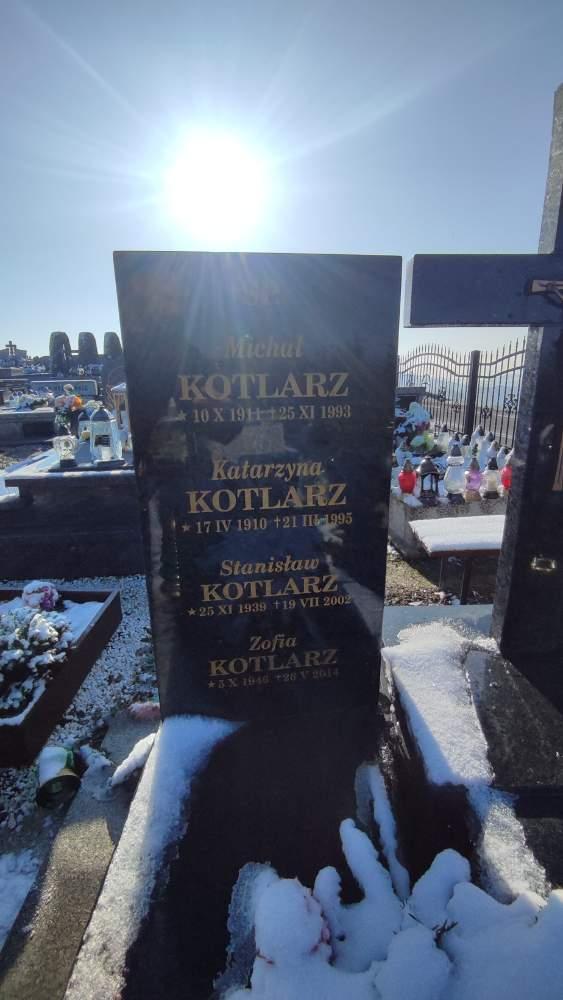 Ś†P
Michał
KOTLARZ
★ 10 X 1911 † 25 XI 1993
Katarzyna
KOTLARZ
★ 17 IV 1910 † 21 III 1995
Stanisław
KOTLARZ
★ 25 XI 1939 † 19 VII 2002
Zofia
KOTLARZ
★ 5 X 1946 † 26 V 2014